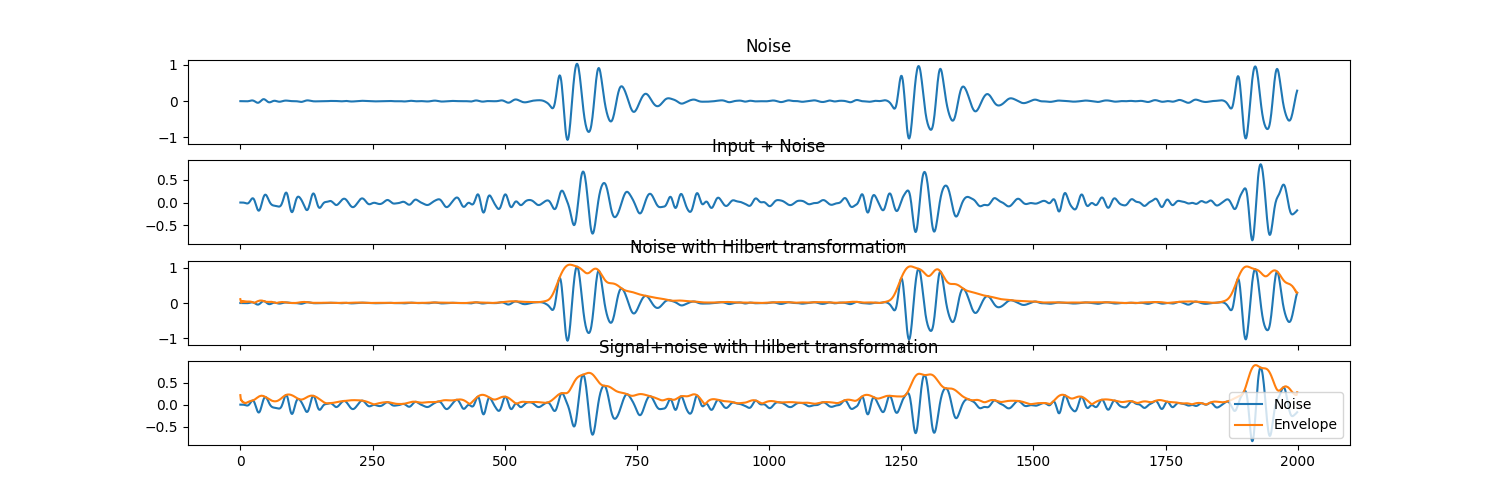 Noise
1
0
−1
Input + Noise
0.5
0.0
−0.5
Noise with Hilbert transformation
1
0
−1
Signal+noise with Hilbert transformation
0.5
0.0
−0.5
Noise
Envelope
0 250 500 750 1000 1250 1500 1750 2000